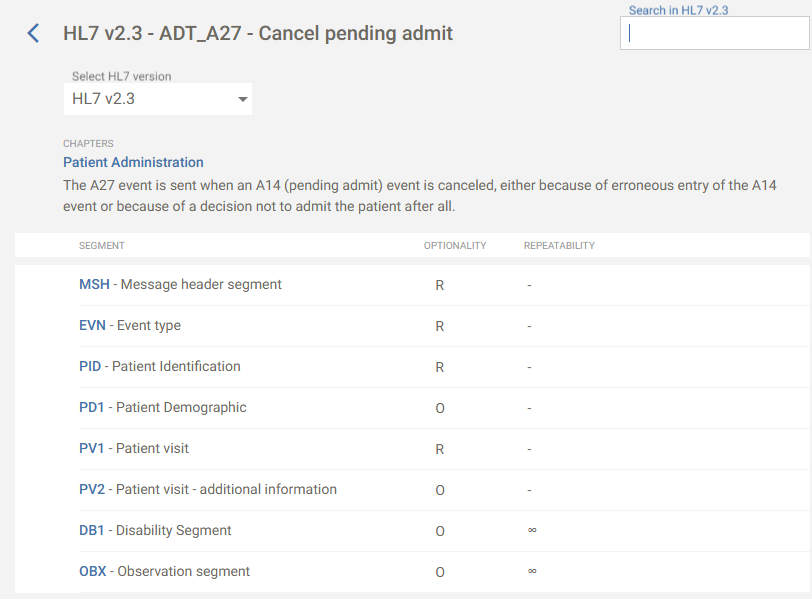 Search in HL7 v2.3
HL7 v2.3 - ADT_A27 - Cancel pending admit
Select HL7 version
HL7 v2.3
CHAPTERS
Patient Administration
The A27 event is sent when an A14 (pending admit) event is canceled, either because of erroneous entry of the A14
event or because of a decision not to admit the patient after all.
SEGMENT OPTIONALITY REPEATABILITY
MSH - Message header segment R -
EVN - Event type R -
PID - Patient Identification R -
PD1 - Patient Demographic O -
PV1 - Patient visit R -
PV2 - Patient visit - additional information O -
DB1 - Disability Segment O ∞
OBX - Observation segment O ∞